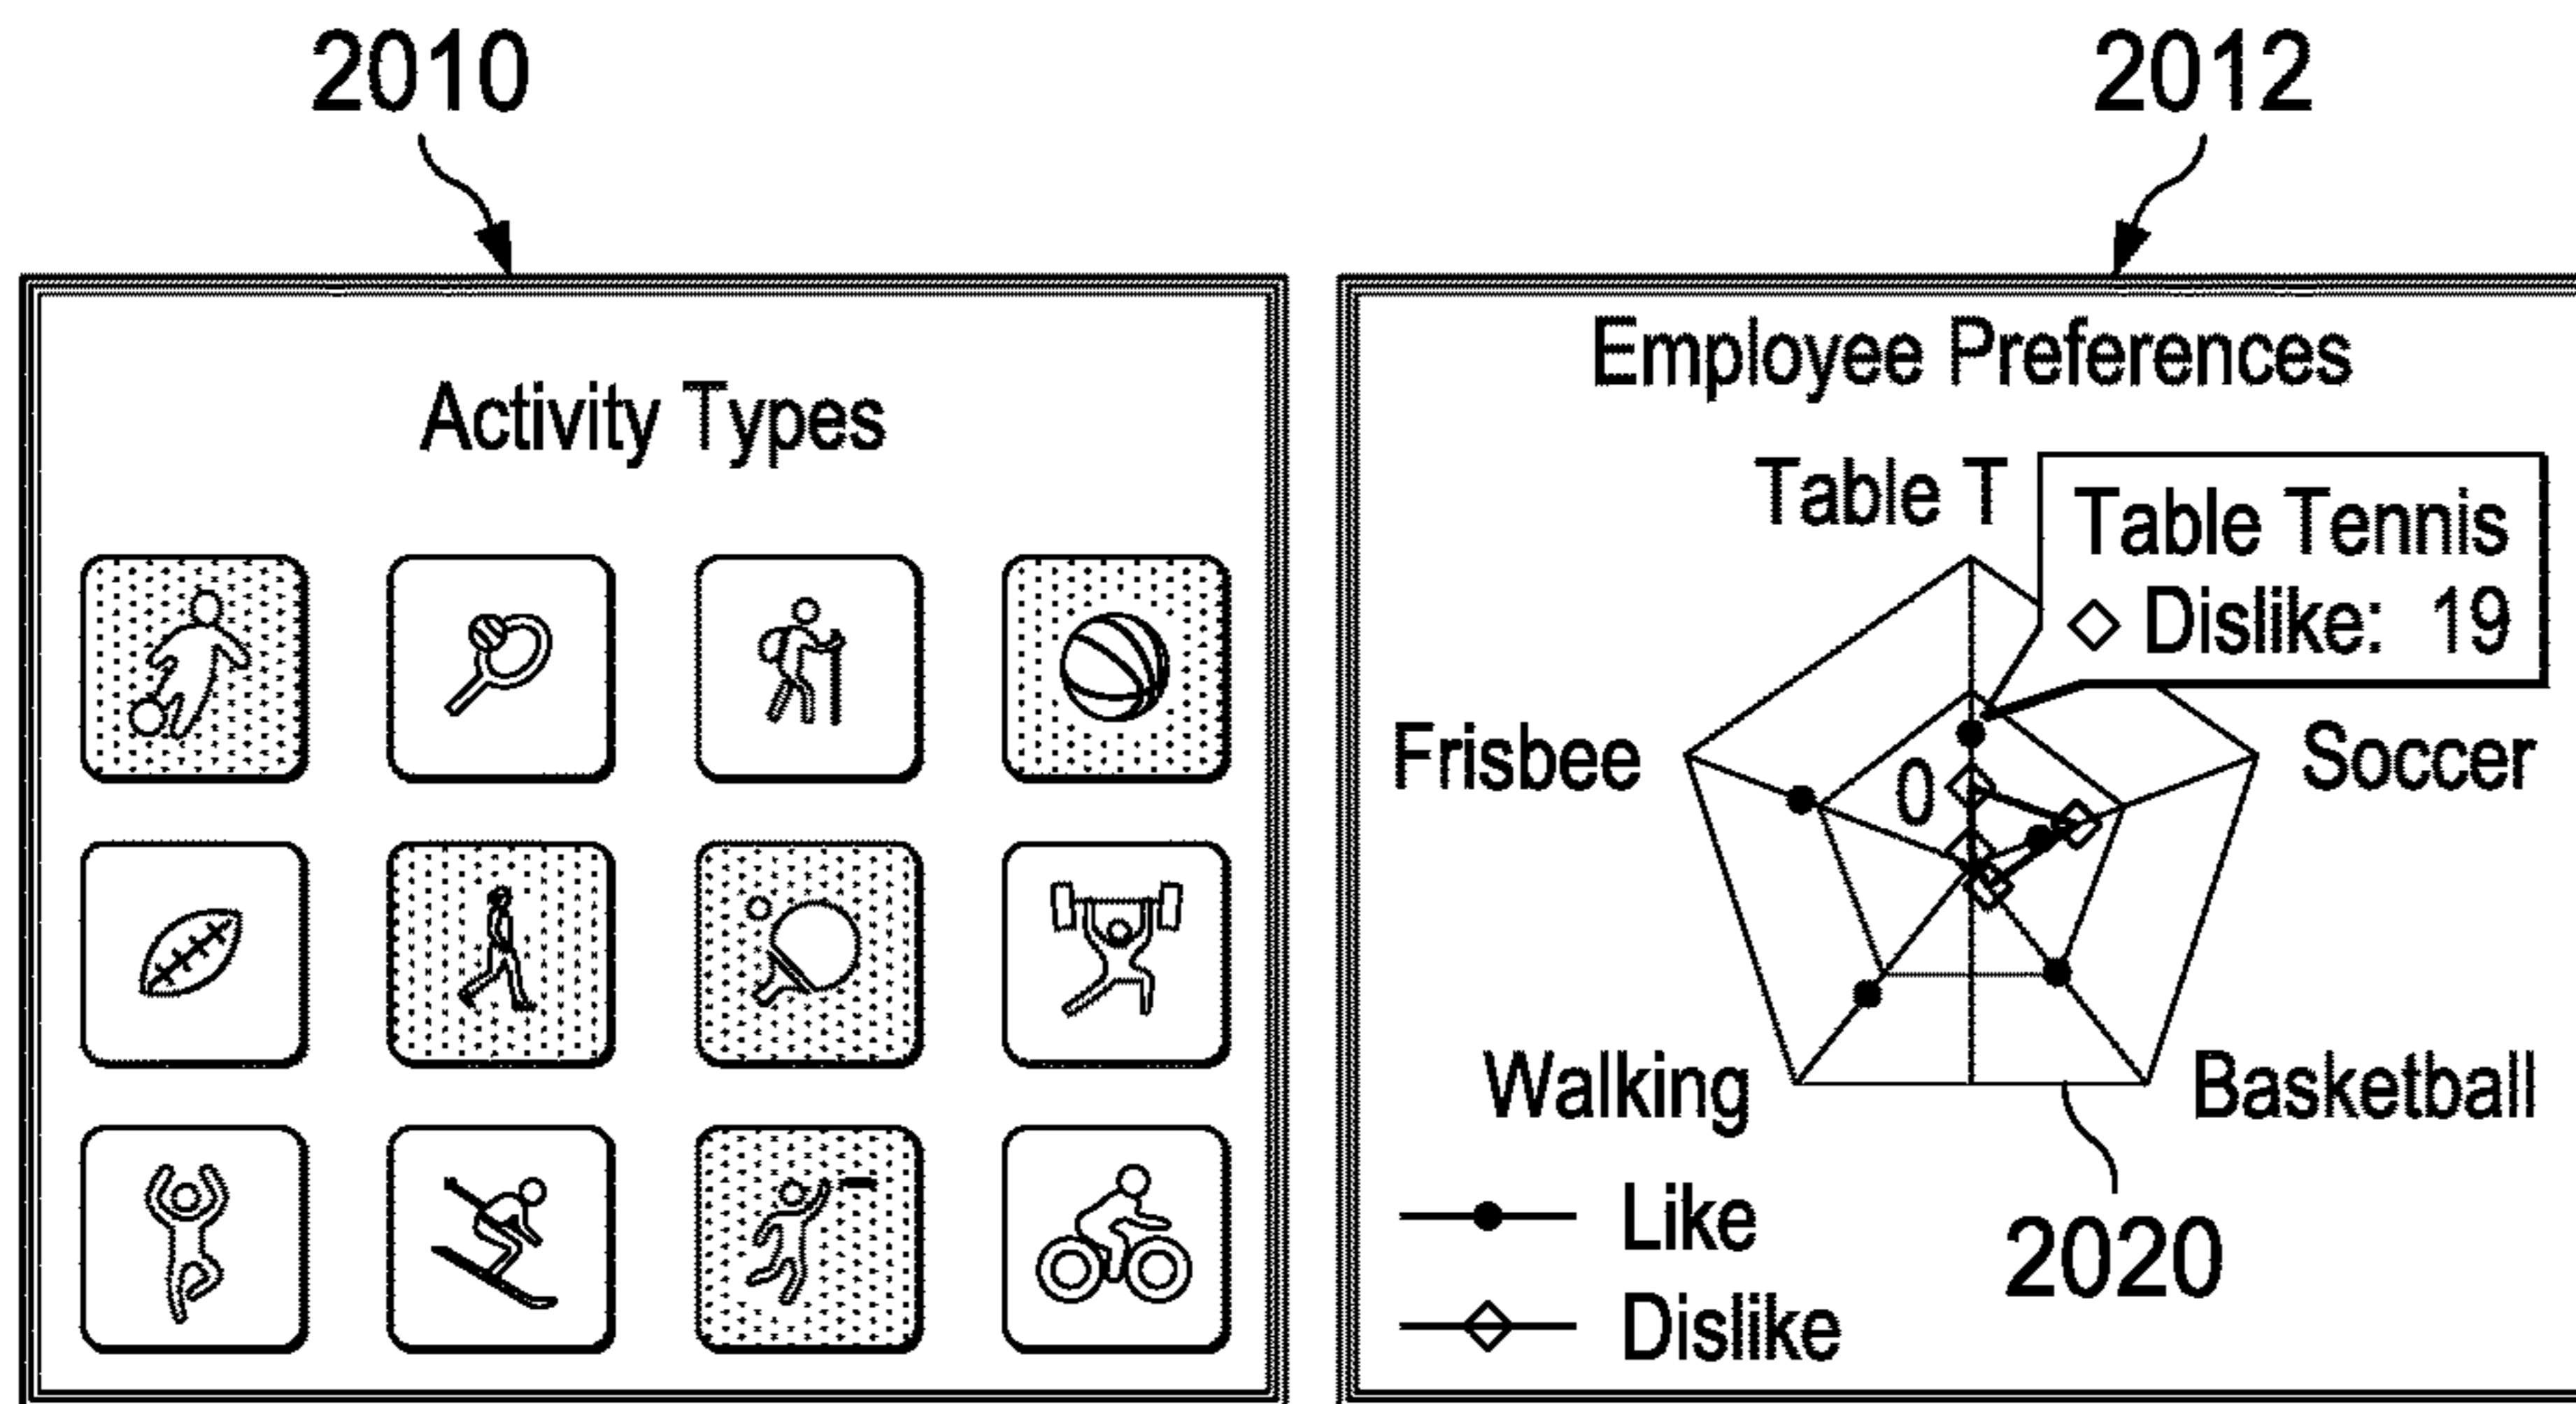 2010
2012
Activity Types
Employee Preferences
Table T
Table Tennis
Dislike: 19
Frisbee
0
Soccer
Walking
Basketball
Like
2020
Dislike